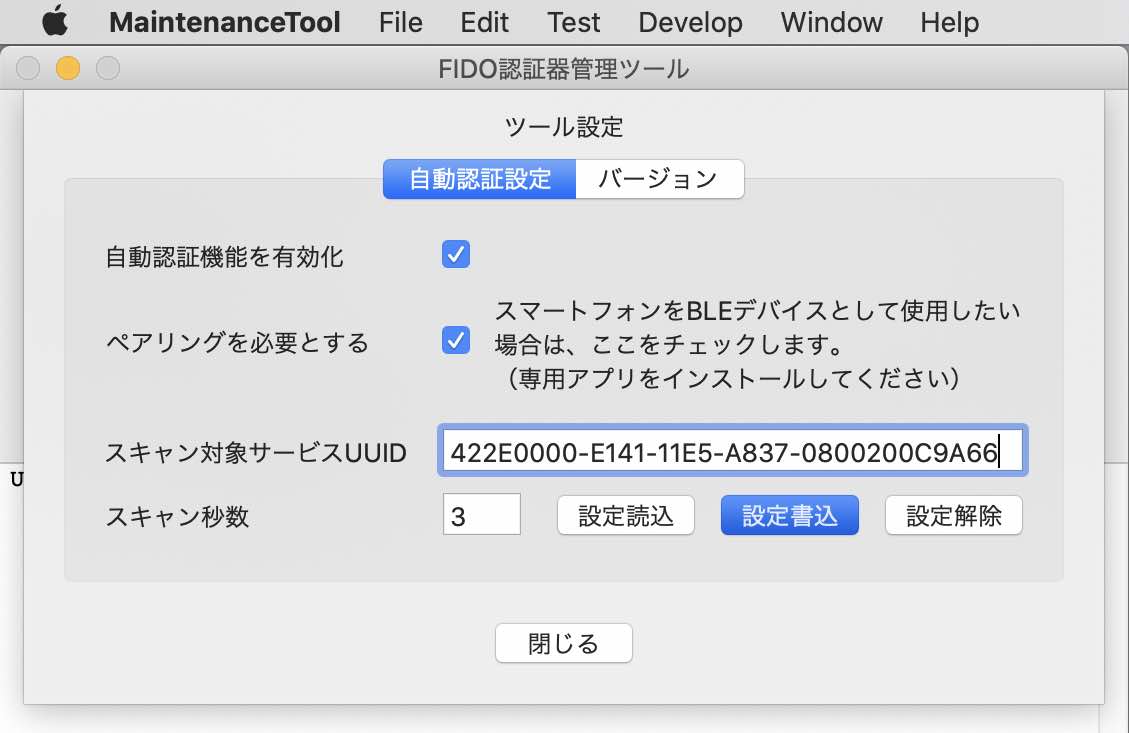 MaintenanceTool File Edit Test Develop Window Help
FIDO認証器管理ツール
ツール設定
自動認証設定 バージョン
自動認証機能を有効化
ペアリングを必要とする
スマートフォンをBLEデバイスとして使用したい
場合は、ここをチェックします。
（専用アプリをインストールしてください）
スキャン対象サービスUUID 422E0000-E141-11E5-A837-0800200C9A66
U
スキャン秒数 3 設定読込 設定書込 設定解除
閉じる